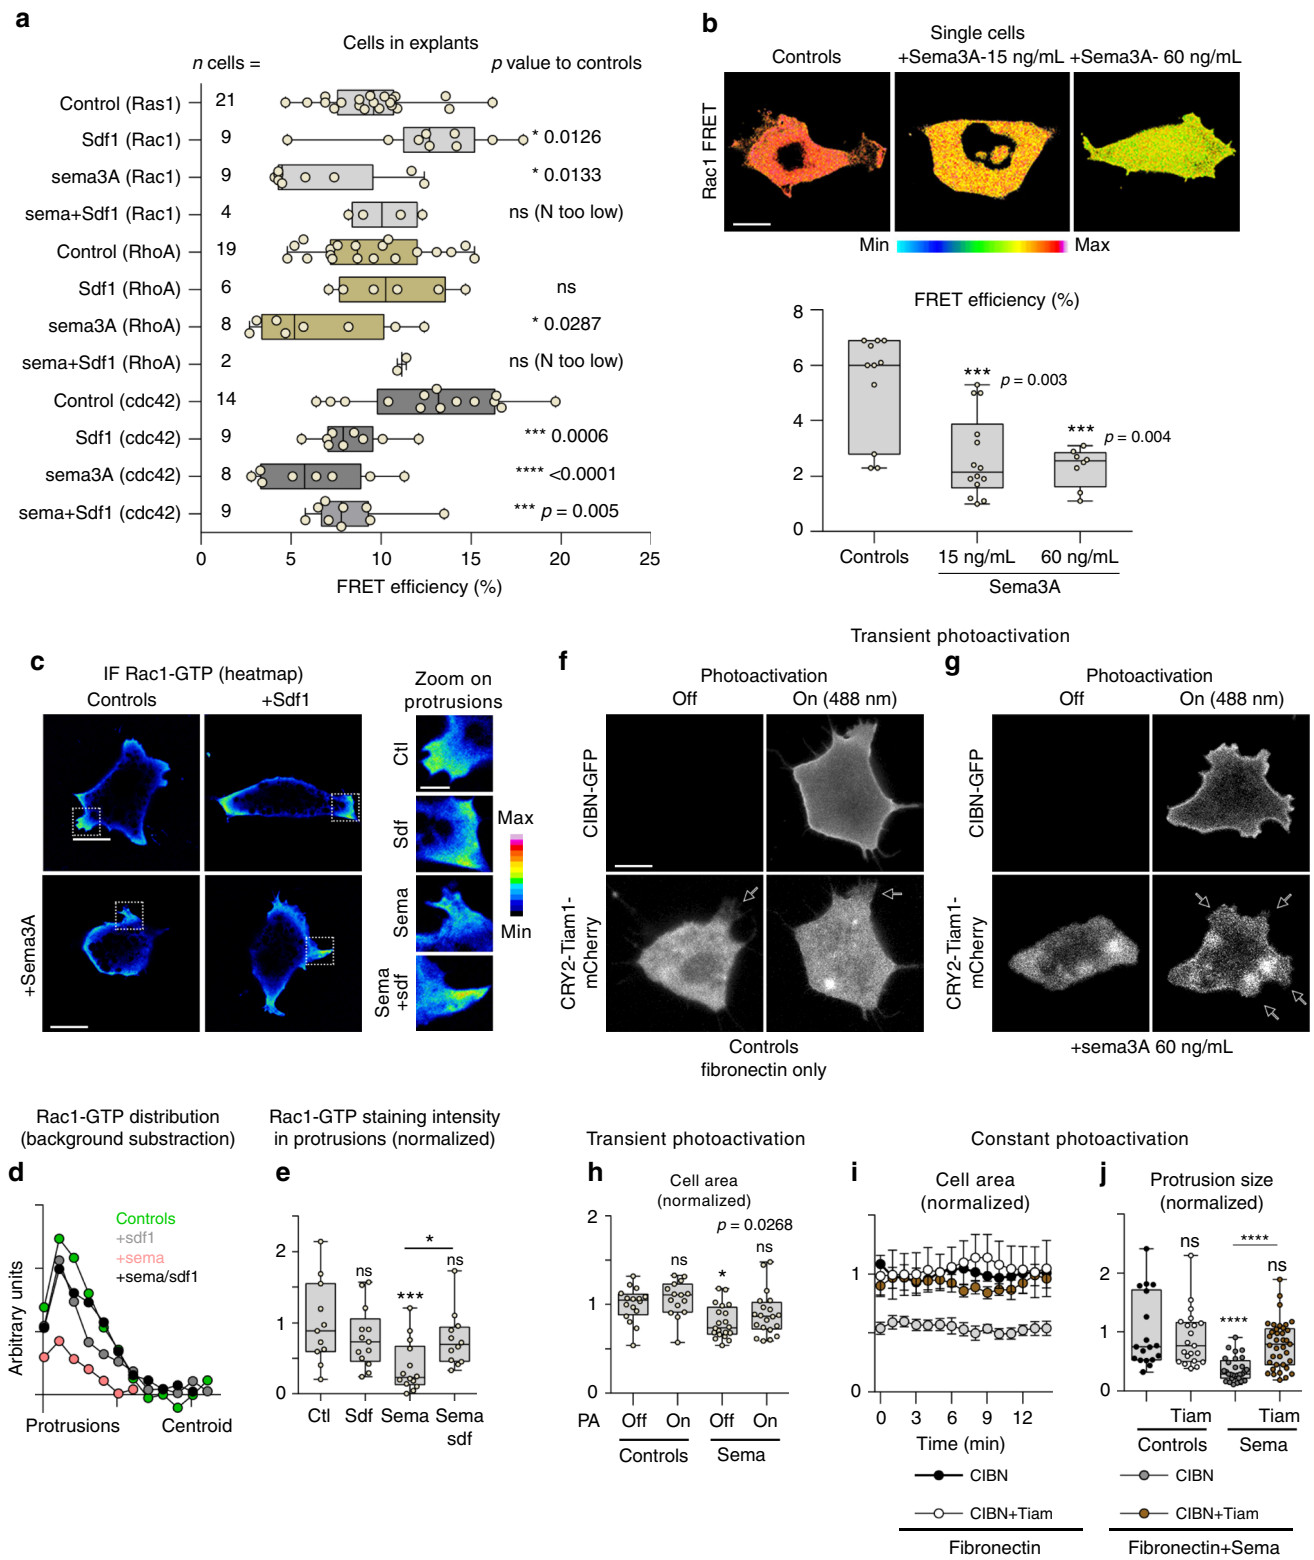 a
Cells in explants
n cells =
p value to controls
Control (Ras1) 21
Sdf1 (Rac1) 9 * 0.0126
sema3A (Rac1) 9 * 0.0133
sema+Sdf1 (Rac1) 4 ns (N too low)
Control (RhoA) 19
Sdf1 (RhoA) 6 ns
sema3A (RhoA) 8 * 0.0287
sema+Sdf1 (RhoA) 2 ns (N too low)
Control (cdc42) 14
Sdf1 (cdc42) 9 *** 0.0006
sema3A (cdc42) 8 **** <0.0001
sema+Sdf1 (cdc42) 9 *** p = 0.005
0 5 10 15 20 25
FRET efficiency (%)
b
Single cells
Controls +Sema3A-15 ng/mL +Sema3A- 60 ng/mL
Rac1 FRET
Min Max
FRET efficiency (%)
8
6
4
2
0
*** p = 0.003
*** p = 0.004
Controls 15 ng/mL 60 ng/mL
Sema3A
c
IF Rac1-GTP (heatmap)
Controls +Sdf1
+Sema3A
Zoom on
protrusions
Ctl
Sdf
Sema
Sema
+sdf
Max
Min
Transient photoactivation
f
Photoactivation
Off On (488 nm)
CIBN-GFP
CRY2-Tiam1-
mCherry
Controls
fibronectin only
g
Photoactivation
Off On (488 nm)
CIBN-GFP
CRY2-Tiam1-
mCherry
+sema3A 60 ng/mL
Rac1-GTP distribution
(background substraction)
d
Arbitrary units
Controls
+sdf1
+sema
+sema/sdf1
Protrusions Centroid
Rac1-GTP staining intensity
in protrusions (normalized)
e
2
1
0
ns
***
*
ns
Ctl Sdf Sema Sema
sdf
Transient photoactivation
h
Cell area
(normalized)
p = 0.0268
2
1
0
ns
*
ns
PA Off On Off On
Controls Sema
Constant photoactivation
i
Cell area
(normalized)
1
0
0 3 6 9 12
Time (min)
CIBN
CIBN+Tiam
Fibronectin
j
Protrusion size
(normalized)
2
1
0
ns
****
****
ns
Tiam Tiam
Controls Sema
CIBN
CIBN+Tiam
Fibronectin+Sema